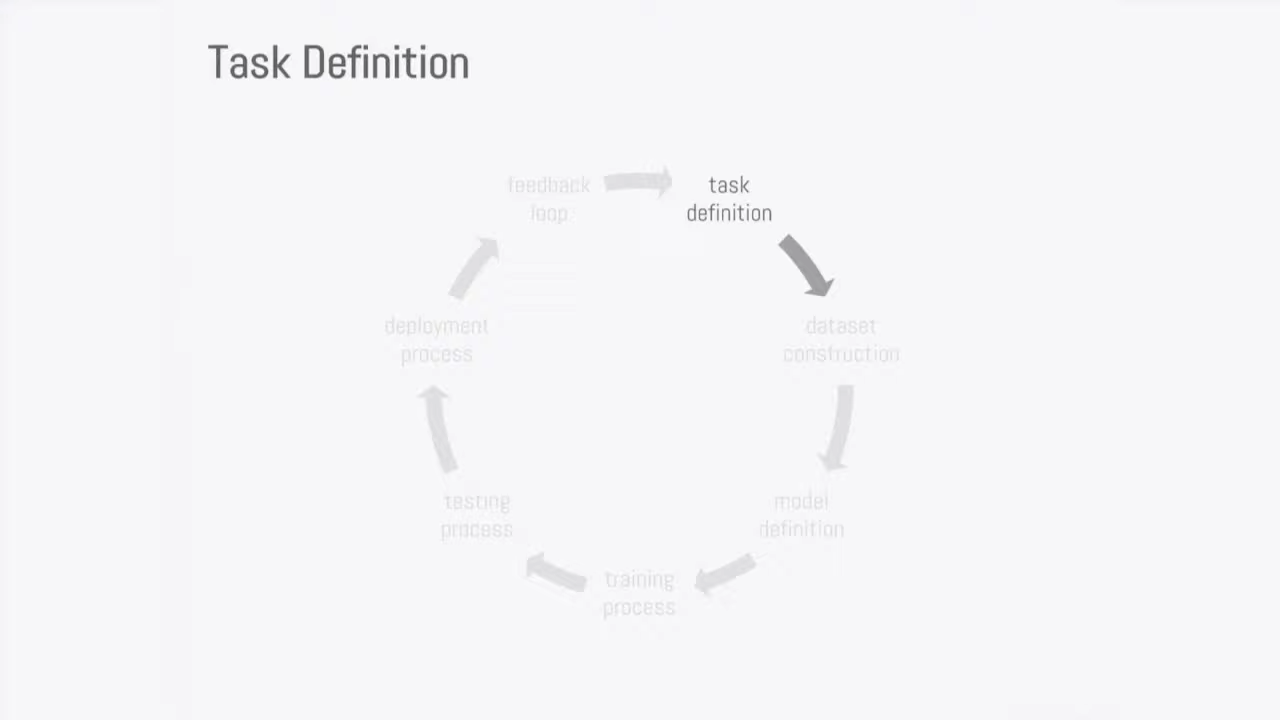 Task Definition
feedback
loop
task
definition
deployment
process
dataset
construction
testing
process
model
definition
training
process